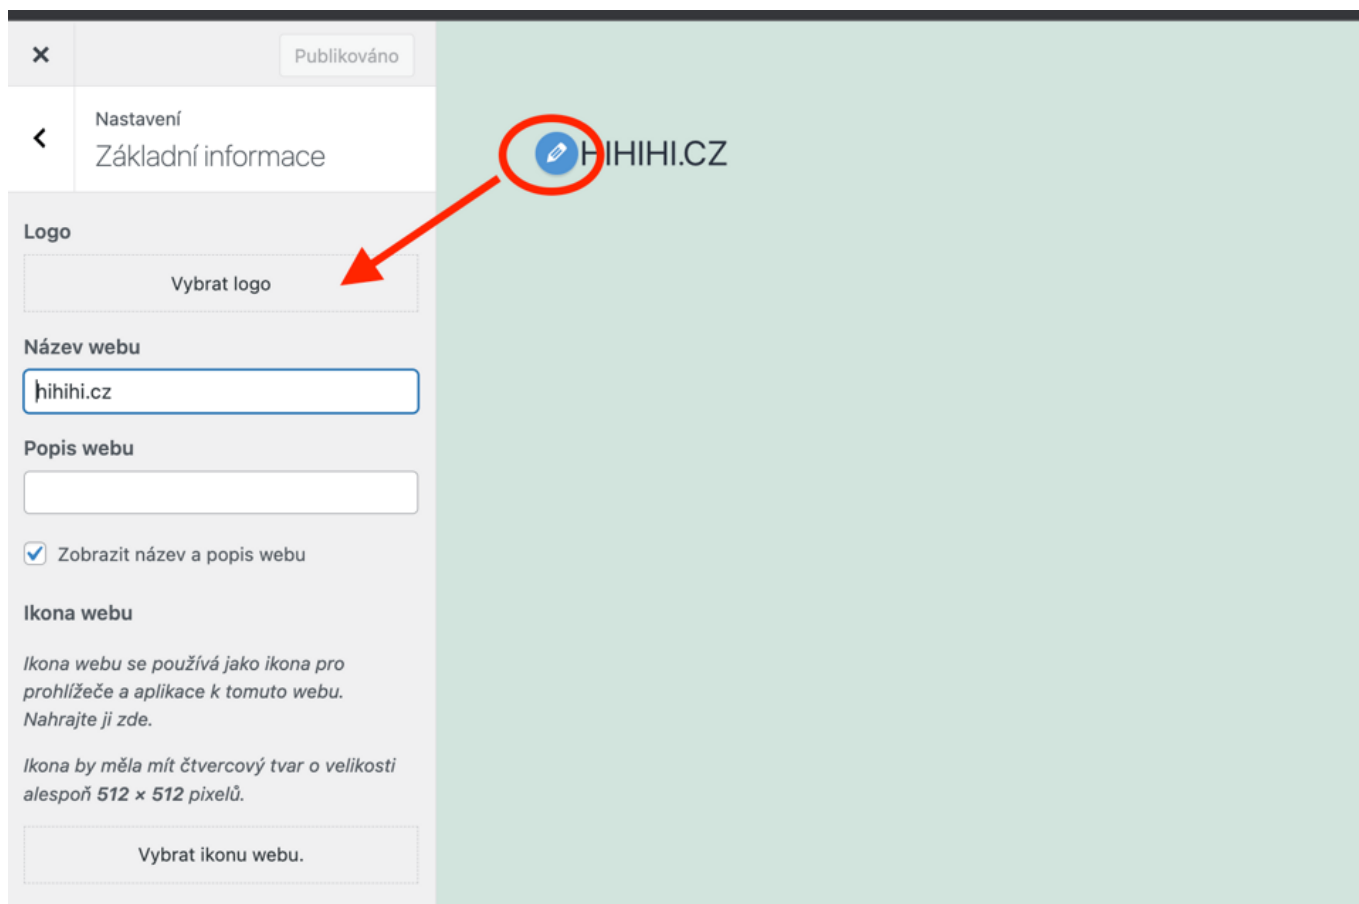 Publikováno
Nastavení
Základní informace
HIHIHI.CZ
Logo
Vybrat logo
Název webu
hihihi.cz
Popis webu
Zobrazit název a popis webu
Ikona webu
Ikona webu se používá jako ikona pro
prohlížeče a aplikace k tomuto webu.
Nahrajte ji zde.
Ikona by měla mít čtvercový tvar o velikosti
alespoň 512 × 512 pixelů.
Vybrat ikonu webu.